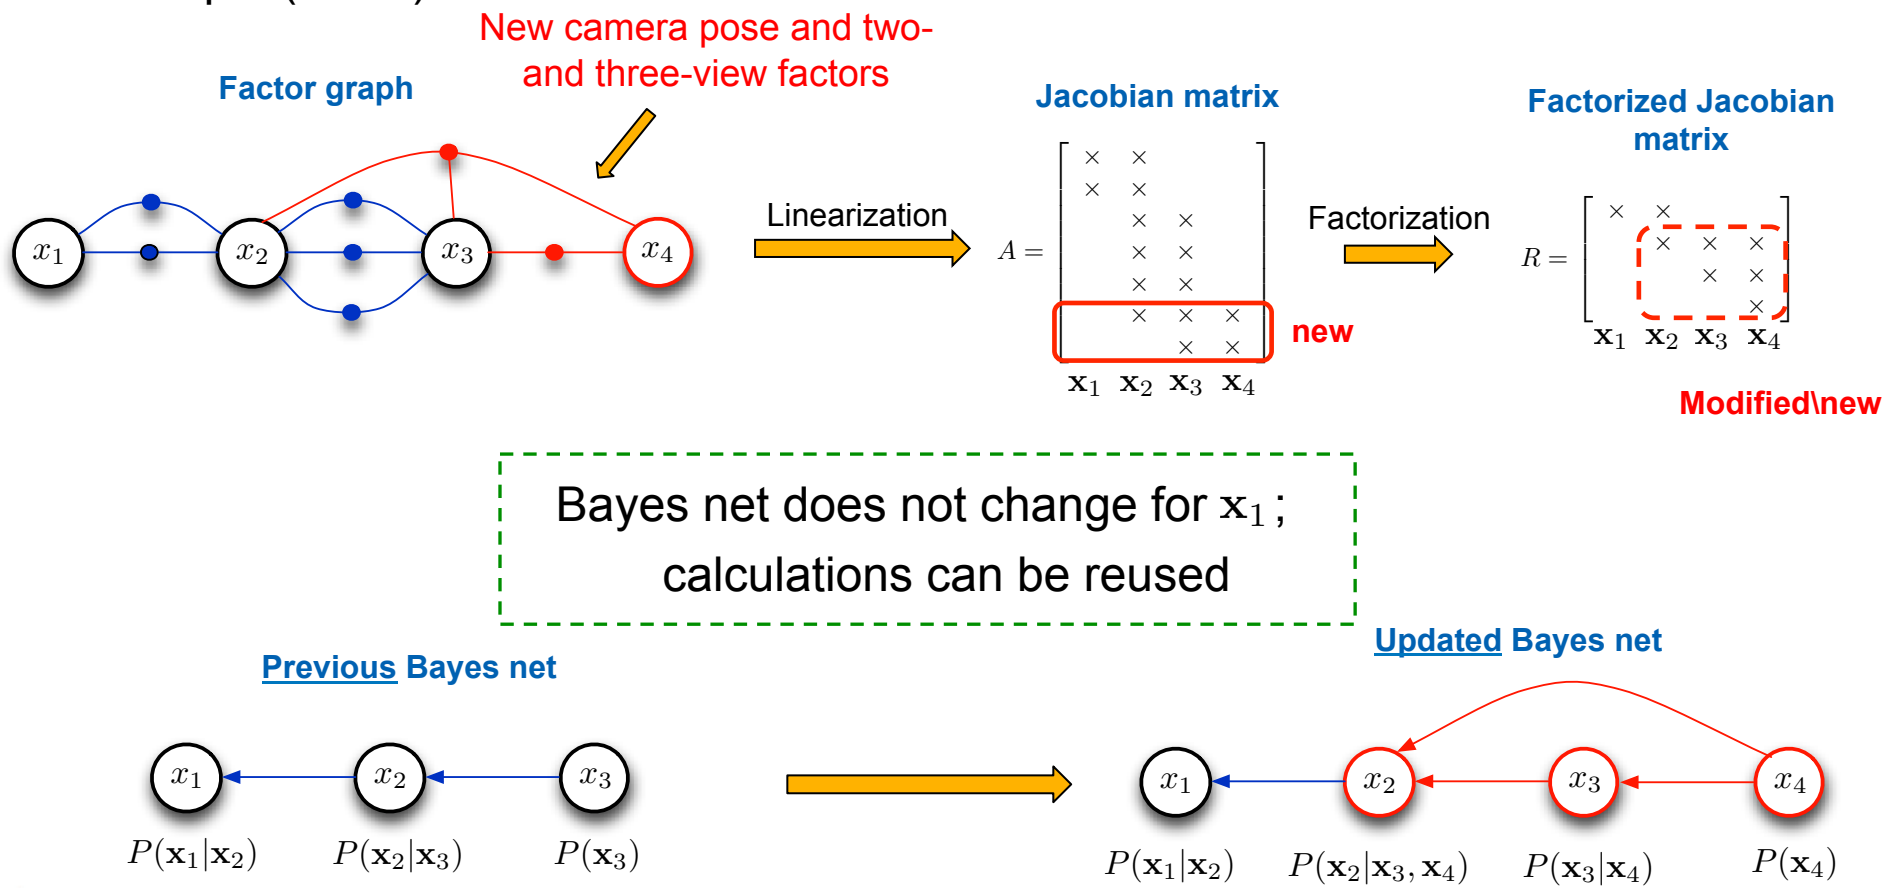 New camera pose and two-
and three-view factors
Factor graph
Jacobian matrix
Factorized Jacobian
matrix
x₁ x₂ x₃ x₄
Linearization
Factorization
A =
× ×
× ×
× ×
× ×
× ×
× × ×
× ×
x₁ x₂ x₃ x₄
new
R =
× ×
× × ×
× ×
×
x₁ x₂ x₃ x₄
Modified\new
Bayes net does not change for x₁ ;
calculations can be reused
Previous Bayes net
Updated Bayes net
x₁ x₂ x₃
P(x₁|x₂) P(x₂|x₃) P(x₃)
x₁ x₂ x₃ x₄
P(x₁|x₂) P(x₂|x₃, x₄) P(x₃|x₄) P(x₄)